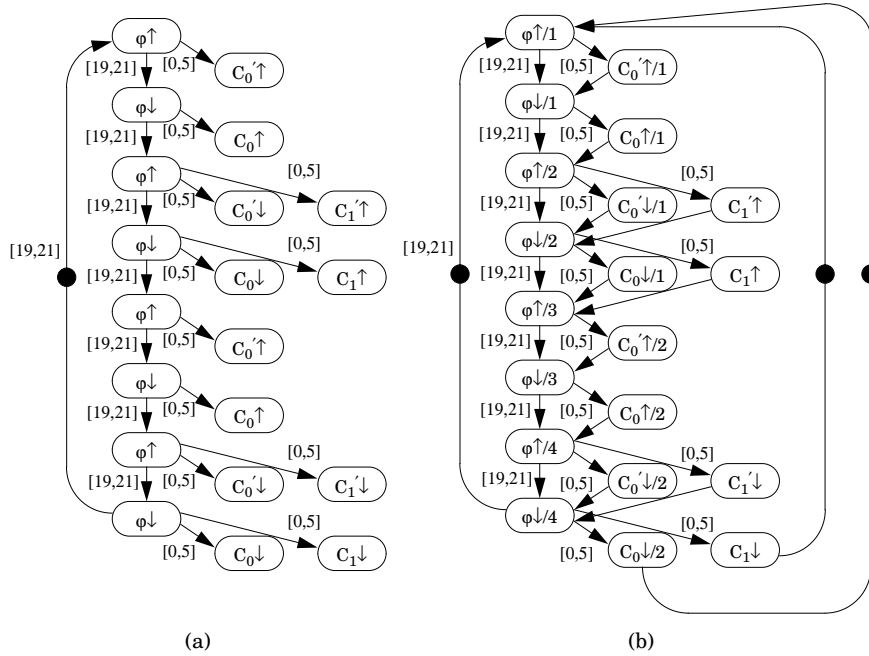 φ↑
[19,21]
[0,5]
C₀′↑
φ↓
[19,21]
[0,5]
C₀↑
φ↑
[0,5]
[19,21]
[0,5]
C₀′↓
C₁′↑
φ↓
[0,5]
[19,21]
[19,21]
[0,5]
C₀↓
C₁↑
φ↑
[19,21]
[0,5]
C₀′↑
φ↓
[19,21]
[0,5]
C₀↑
φ↑
[0,5]
[19,21]
[0,5]
C₀′↓
C₁′↓
φ↓
[0,5]
[0,5]
C₀↓
C₁↓
(a)
φ↑/1
[19,21]
[0,5]
C₀′↑/1
φ↓/1
[19,21]
[0,5]
C₀↑/1
φ↑/2
[0,5]
[19,21]
[0,5]
C₀′↓/1
C₁′↑
φ↓/2
[0,5]
[19,21]
[19,21]
[0,5]
C₀↓/1
C₁↑
φ↑/3
[19,21]
[0,5]
C₀′↑/2
φ↓/3
[19,21]
[0,5]
C₀↑/2
φ↑/4
[0,5]
[19,21]
[0,5]
C₀′↓/2
C₁′↓
φ↓/4
[0,5]
[0,5]
C₀↓/2
C₁↓
(b)